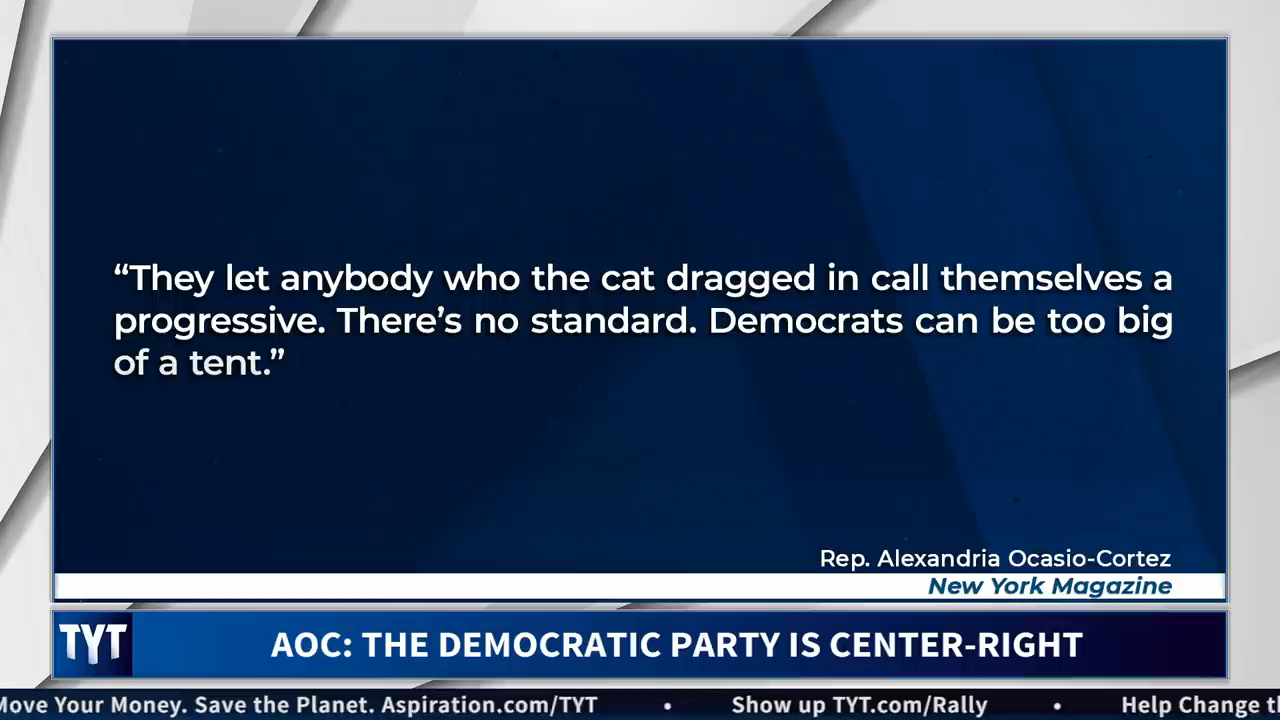 “They let anybody who the cat dragged in call themselves a
progressive. There’s no standard. Democrats can be too big
of a tent.”
Rep. Alexandria Ocasio-Cortez
New York Magazine
TYT
AOC: THE DEMOCRATIC PARTY IS CENTER-RIGHT
Move Your Money. Save the Planet. Aspiration.com/TYT • Show up TYT.com/Rally • Help Change